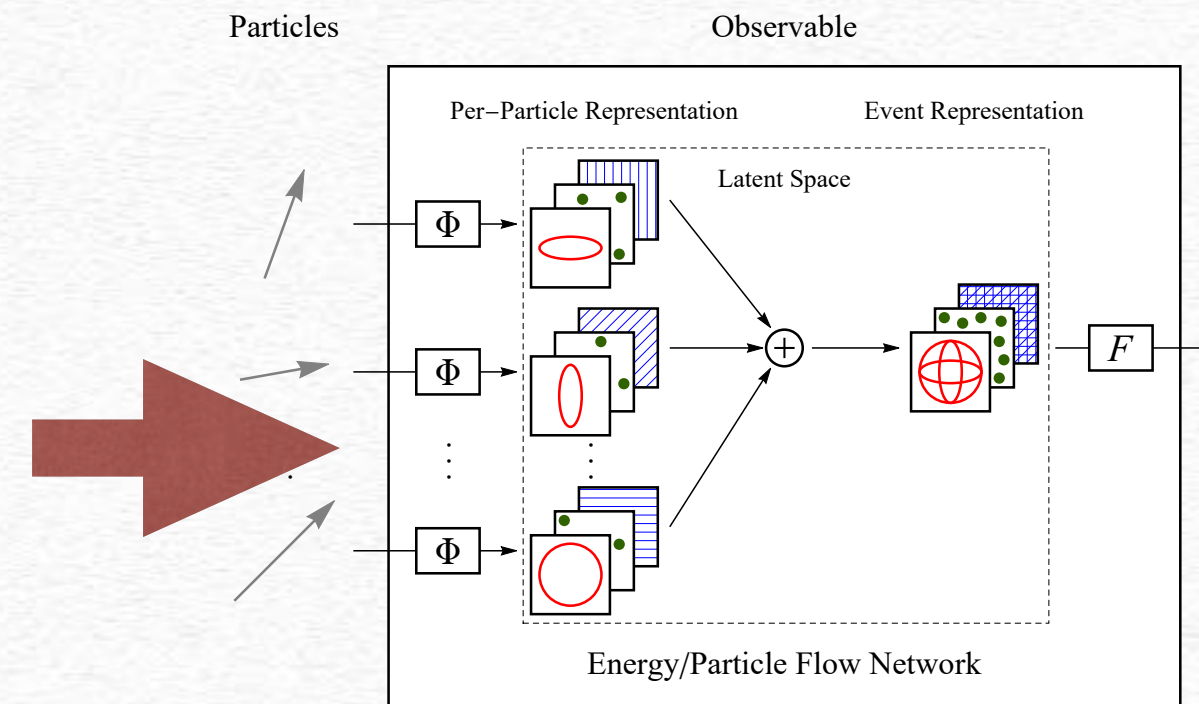 Particles
Observable
Per−Particle Representation
Event Representation
Latent Space
Φ
Φ
+
F
Φ
Energy/Particle Flow Network